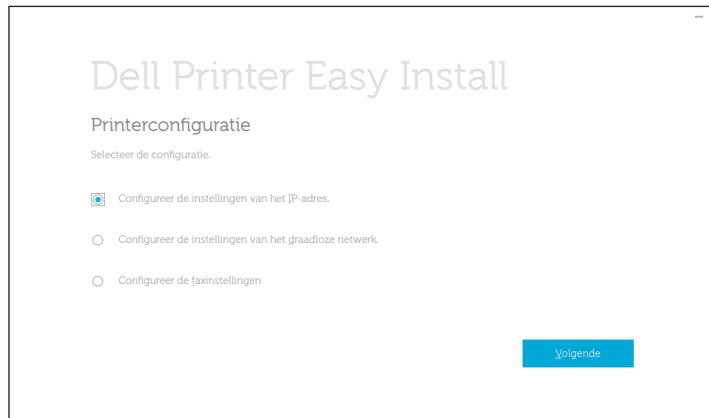 Dell Printer Easy Install
Printerconfiguratie
Selecteer de configuratie.
Configureer de instellingen van het IP-adres.
Configureer de instellingen van het draadloze netwerk.
Configureer de faxinstellingen
Volgende